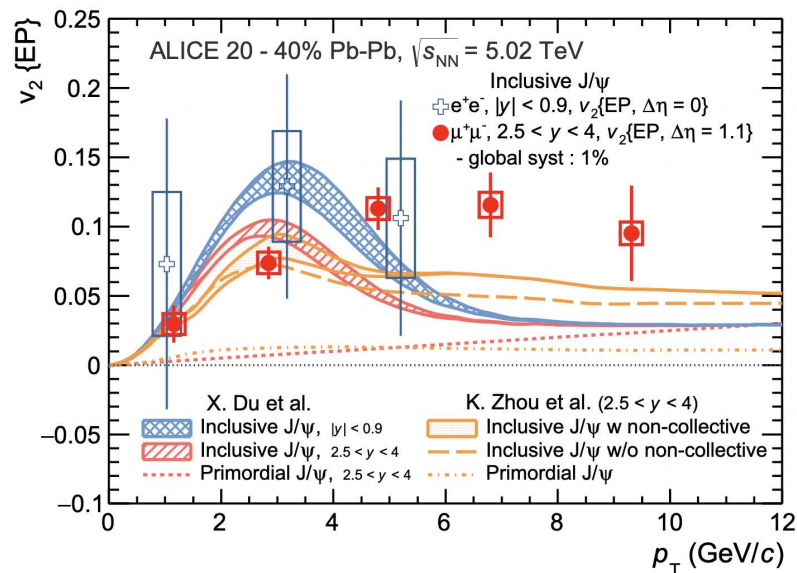 ALICE 20 - 40% Pb-Pb, √s_NN = 5.02 TeV
Inclusive J/ψ
e⁺e⁻, |y| < 0.9, v₂{EP, Δη = 0}
μ⁺μ⁻, 2.5 < y < 4, v₂{EP, Δη = 1.1}
- global syst : 1%
v₂ {EP}
0.25
0.2
0.15
0.1
0.05
0
−0.05
−0.1
X. Du et al.
Inclusive J/ψ, |y| < 0.9
Inclusive J/ψ, 2.5 < y < 4
Primordial J/ψ, 2.5 < y < 4
K. Zhou et al. (2.5 < y < 4)
Inclusive J/ψ w non-collective
Inclusive J/ψ w/o non-collective
Primordial J/ψ
0 2 4 6 8 10 12
p_T (GeV/c)